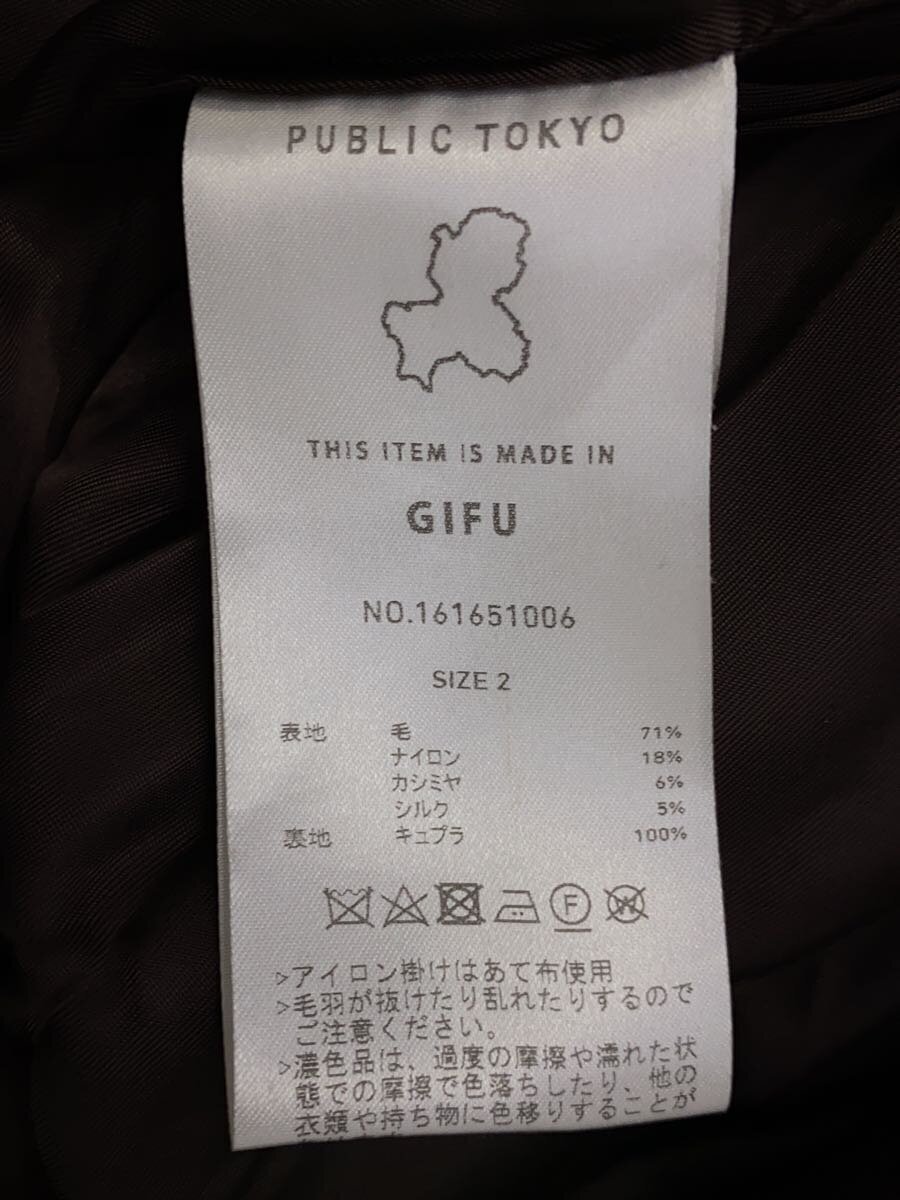 PUBLIC TOKYO
THIS ITEM IS MADE IN
GIFU
NO.161651006
SIZE 2
表地 毛 71%
ナイロン 18%
カシミヤ 6%
シルク 5%
裏地 キュプラ 100%
F W
>アイロン掛けはあて布使用
>毛羽が抜けたり乱れたりするので
ご注意ください。
>濃色品は、過度の摩擦や濡れた状
態での摩擦で色落ちしたり、他の
衣類や持ち物に色移りすることが